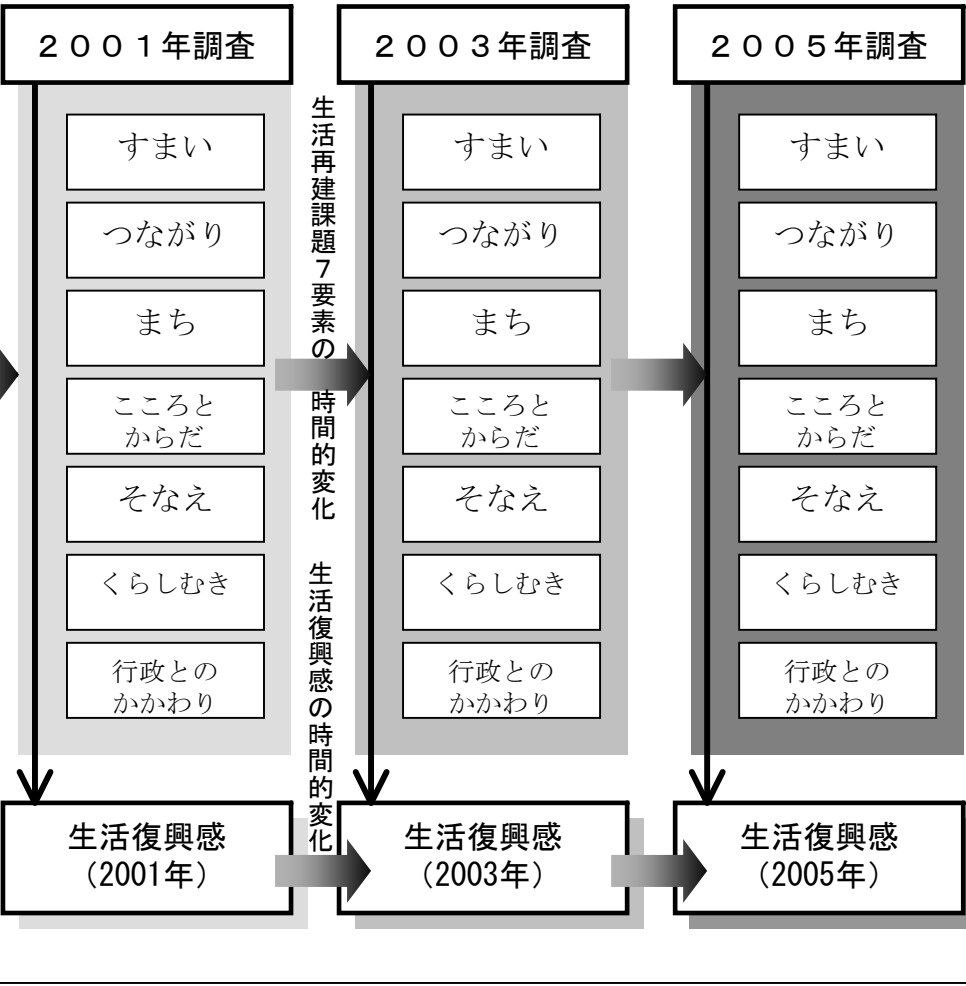 ２００１年調査
すまい
つながり
まち
こころと
からだ
そなえ
くらしむき
行政との
かかわり
生活復興感
（2001年）
生活再建課題７要素の 時間的変化
生活復興感の時間的変化
２００３年調査
すまい
つながり
まち
こころと
からだ
そなえ
くらしむき
行政との
かかわり
生活復興感
（2003年）
２００５年調査
すまい
つながり
まち
こころと
からだ
そなえ
くらしむき
行政との
かかわり
生活復興感
（2005年）